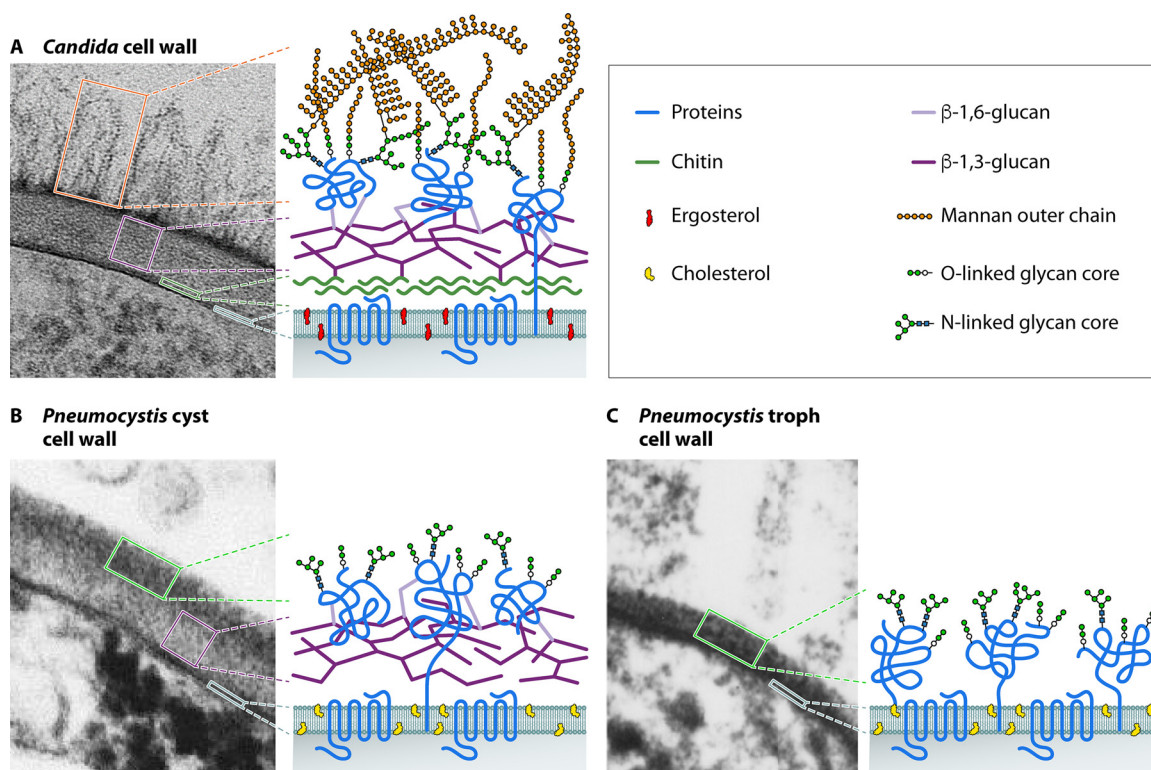 A Candida cell wall
Proteins
β-1,6-glucan
Chitin
β-1,3-glucan
Ergosterol
Mannan outer chain
Cholesterol
O-linked glycan core
N-linked glycan core
B Pneumocystis cyst
cell wall
C Pneumocystis troph
cell wall